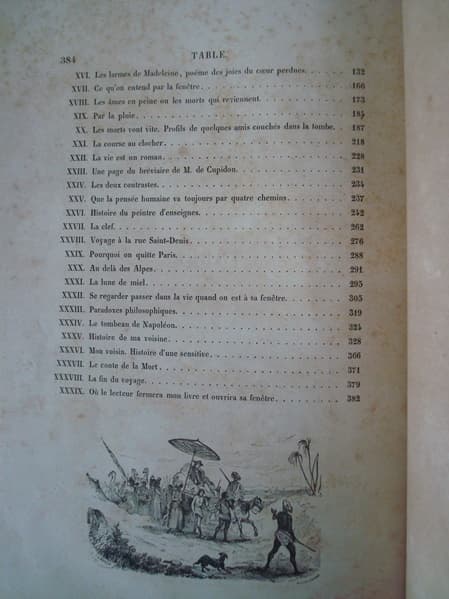 384 TABLE.
XVI. Les larmes de Madeleine, poëme des joies du cœur perdues. 132
XVII. Ce qu'on entend par la fenêtre. 166
XVIII. Les âmes en peine ou les morts qui reviennent. 173
XIX. Par la pluie. 185
XX. Les morts vont vite. Profils de quelques amis couchés dans la tombe. 187
XXI. La course au clocher. 218
XXII. La vie est un roman. 228
XXIII. Une page du bréviaire de M. de Cupidon. 231
XXIV. Les deux contrastes. 234
XXV. Que la pensée humaine va toujours par quatre chemins. 237
XXVI. Histoire du peintre d'enseignes. 242
XXVII. La clef. 262
XXVIII. Voyage à la rue Saint-Denis. 276
XXIX. Pourquoi on quitte Paris. 288
XXX. Au delà des Alpes. 291
XXXI. La lune de miel. 295
XXXII. Se regarder passer dans la vie quand on est à sa fenêtre. 305
XXXIII. Paradoxes philosophiques. 319
XXXIV. Le tombeau de Napoléon. 324
XXXV. Histoire de ma voisine. 328
XXXVI. Mon voisin. Histoire d'une sensitive. 366
XXXVII. Le conte de la Mort. 371
XXXVIII. La fin du voyage. 379
XXXIX. Où le lecteur fermera mon livre et ouvrira sa fenêtre. 382